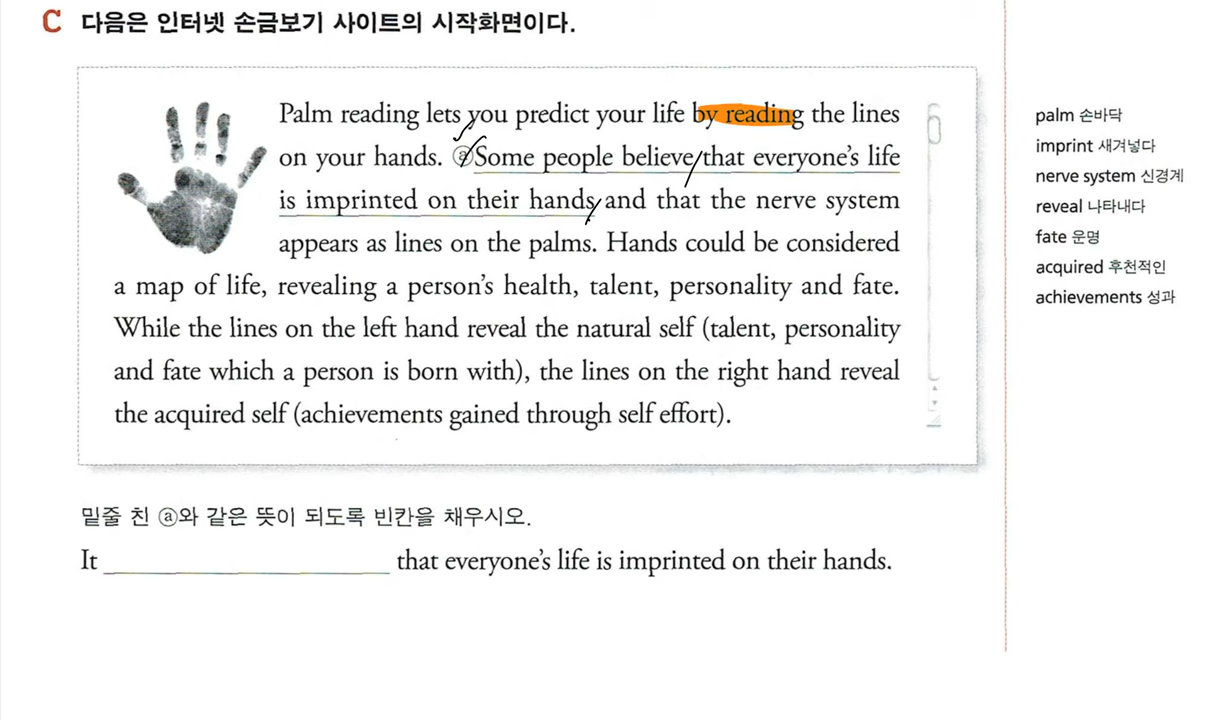 C 다음은 인터넷 손금보기 사이트의 시작화면이다.
Palm reading lets you predict your life by reading the lines
on your hands. ⓐSome people believe that everyone's life
is imprinted on their hands and that the nerve system
appears as lines on the palms. Hands could be considered
a map of life, revealing a person's health, talent, personality and fate.
While the lines on the left hand reveal the natural self (talent, personality
and fate which a person is born with), the lines on the right hand reveal
the acquired self (achievements gained through self effort).
palm 손바닥
imprint 새겨넣다
nerve system 신경계
reveal 나타내다
fate 운명
acquired 후천적인
achievements 성과
밑줄 친 ⓐ와 같은 뜻이 되도록 빈칸을 채우시오.
It ____________________ that everyone's life is imprinted on their hands.